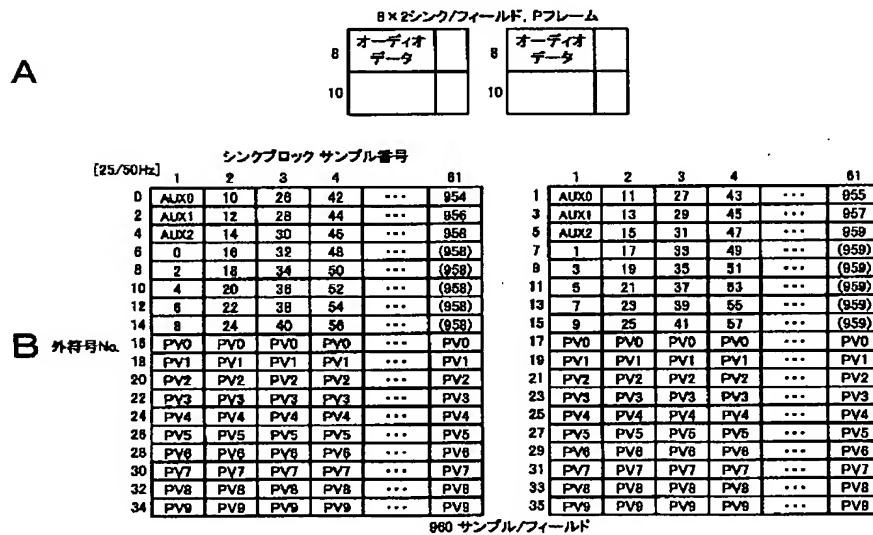 8×2シンク/フィールド, Pフレーム
A
8 オーディオデータ 8 オーディオデータ
10 10
シンクブロック サンプル番号
[25/50Hz]
1 2 3 4 61 1 2 3 4 61
0 AUX0 10 26 42 ··· 954 1 AUX0 11 27 43 ··· 955
2 AUX1 12 28 44 ··· 956 3 AUX1 13 29 45 ··· 957
4 AUX2 14 30 46 ··· 958 5 AUX2 15 31 47 ··· 959
6 0 16 32 48 ··· (958) 7 1 17 33 49 ··· (959)
8 2 18 34 50 ··· (958) 9 3 19 35 51 ··· (959)
10 4 20 36 52 ··· (958) 11 5 21 37 53 ··· (959)
12 6 22 38 54 ··· (958) 13 7 23 39 55 ··· (959)
14 8 24 40 56 ··· (958) 15 9 25 41 57 ··· (959)
B 外符号No. 16 PV0 PV0 PV0 PV0 ··· PV0 17 PV0 PV0 PV0 PV0 ··· PV0
18 PV1 PV1 PV1 PV1 ··· PV1 19 PV1 PV1 PV1 PV1 ··· PV1
20 PV2 PV2 PV2 PV2 ··· PV2 21 PV2 PV2 PV2 PV2 ··· PV2
22 PV3 PV3 PV3 PV3 ··· PV3 23 PV3 PV3 PV3 PV3 ··· PV3
24 PV4 PV4 PV4 PV4 ··· PV4 25 PV4 PV4 PV4 PV4 ··· PV4
26 PV5 PV5 PV5 PV5 ··· PV5 27 PV5 PV5 PV5 PV5 ··· PV5
28 PV6 PV6 PV6 PV6 ··· PV6 29 PV6 PV6 PV6 PV6 ··· PV6
30 PV7 PV7 PV7 PV7 ··· PV7 31 PV7 PV7 PV7 PV7 ··· PV7
32 PV8 PV8 PV8 PV8 ··· PV8 33 PV8 PV8 PV8 PV8 ··· PV8
34 PV9 PV9 PV9 PV9 ··· PV9 35 PV9 PV9 PV9 PV9 ··· PV9
960 サンプル/フィールド